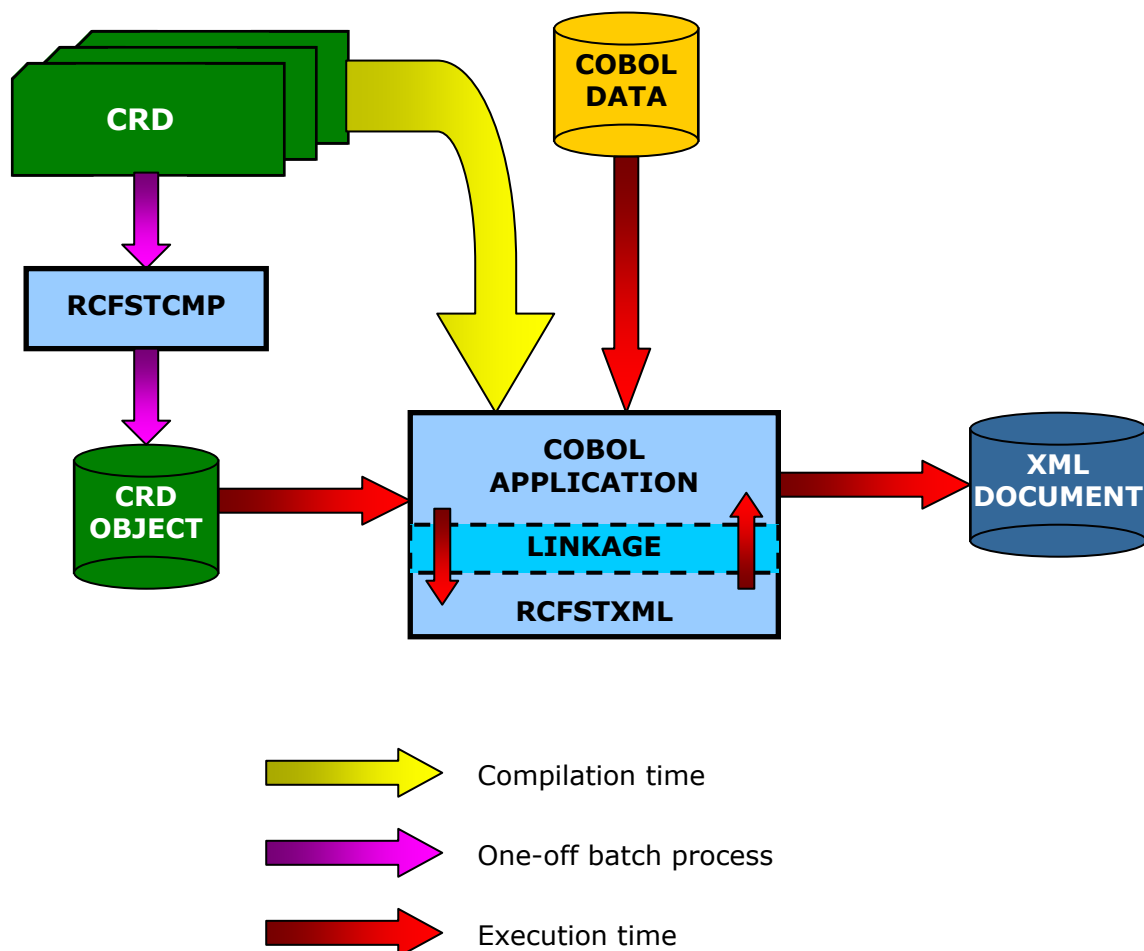 CRD
COBOL
DATA
RCFSTCMP
CRD
OBJECT
COBOL
APPLICATION
LINKAGE
RCFSTXML
XML
DOCUMENT
Compilation time
One-off batch process
Execution time